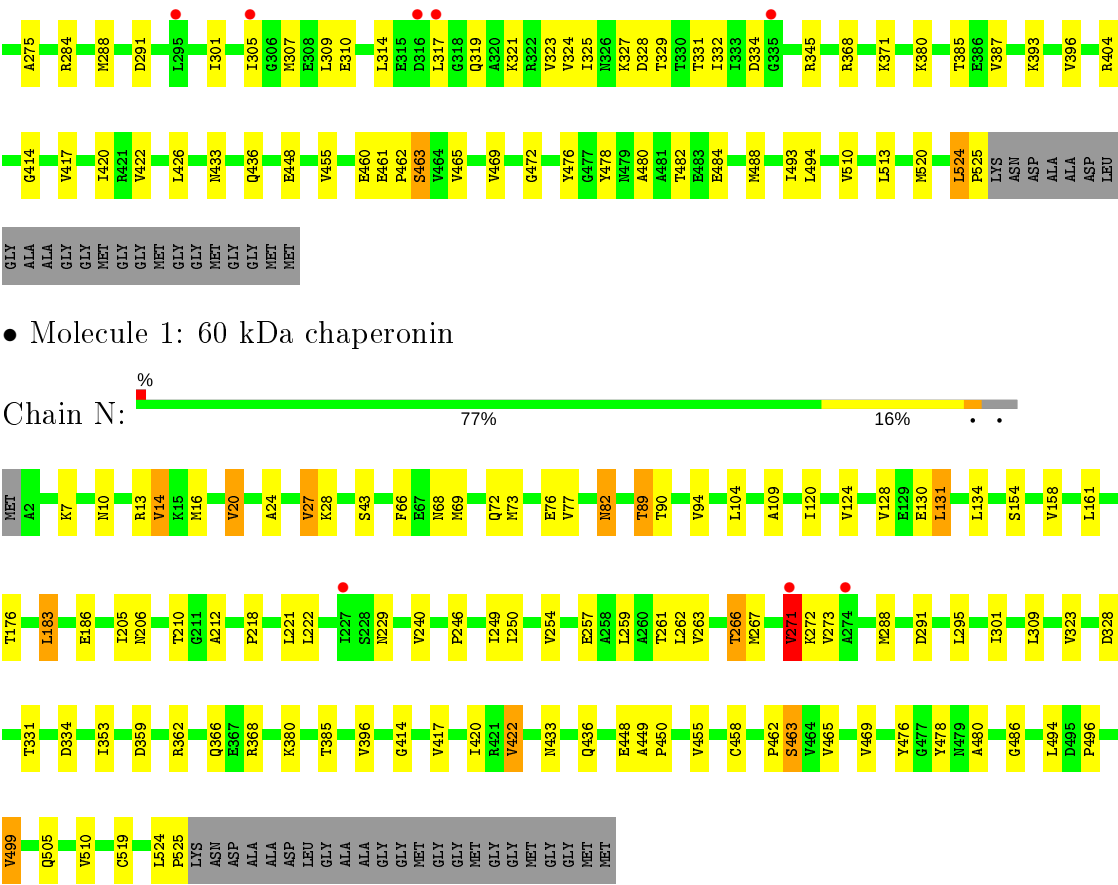 A275 R284 M288 D291 L295 I301 I305 G306 M307 E308 L309 E310 L314 E315 D316 L317 G318 Q319 A320 K321 R322 V323 V324 I325 N326 K327 D328 T329 T330 T331 I332 I333 D334 G335 R345 R368 K371 K380 T385 E386 V387 K393 V396 R404
G414 V417 I420 R421 V422 L426 N433 Q436 E448 V455 E460 E461 P462 S463 V464 V465 V469 G472 Y476 G477 Y478 N479 A480 A481 T482 E483 E484 M488 I493 L494 V510 L513 M520 L524 P525 LYS ASN ASP ALA ALA ASP LEU
GLY ALA ALA GLY GLY MET GLY GLY MET GLY GLY MET GLY GLY MET MET
• Molecule 1: 60 kDa chaperonin
%
Chain N:
77% 16% • •
MET A2 K7 N10 R13 V14 K15 M16 V20 A24 V27 K28 S43 F66 E67 N68 M69 Q72 M73 E76 V77 N82 T89 T90 V94 L104 A109 I120 V124 V128 E129 E130 L131 L134 S154 V158 L161
T176 L183 E186 I205 N206 T210 G211 A212 P218 L221 L222 I227 S228 N229 V240 P246 I249 I250 V254 E257 A258 L259 A260 T261 L262 V263 T266 M267 V271 K272 V273 A274 M288 D291 L295 I301 L309 V323 D328
T331 D334 I353 D359 R362 Q366 E367 R368 K380 T385 V396 G414 V417 I420 R421 V422 N433 Q436 E448 A449 P450 V455 C458 P462 S463 V464 V465 V469 Y476 G477 Y478 N479 A480 G486 L494 D495 P496
V499 Q505 V510 C519 L524 P525 LYS ASN ASP ALA ALA ASP LEU GLY ALA ALA GLY GLY MET GLY GLY MET GLY GLY MET GLY GLY MET MET